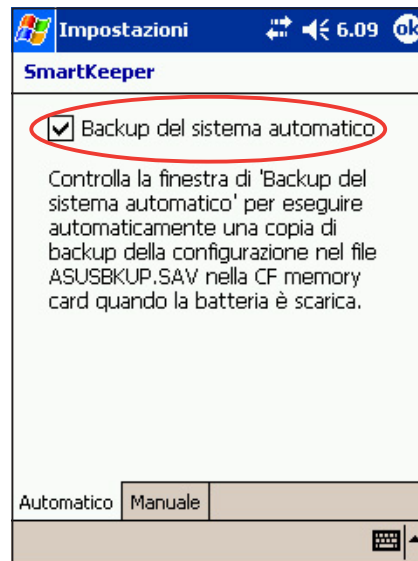 Impostazioni 6.09 ok
SmartKeeper
Backup del sistema automatico
Controlla la finestra di 'Backup del
sistema automatico' per eseguire
automaticamente una copia di
backup della configurazione nel file
ASUSBKUP.SAV nella CF memory
card quando la batteria è scarica.
Automatico Manuale